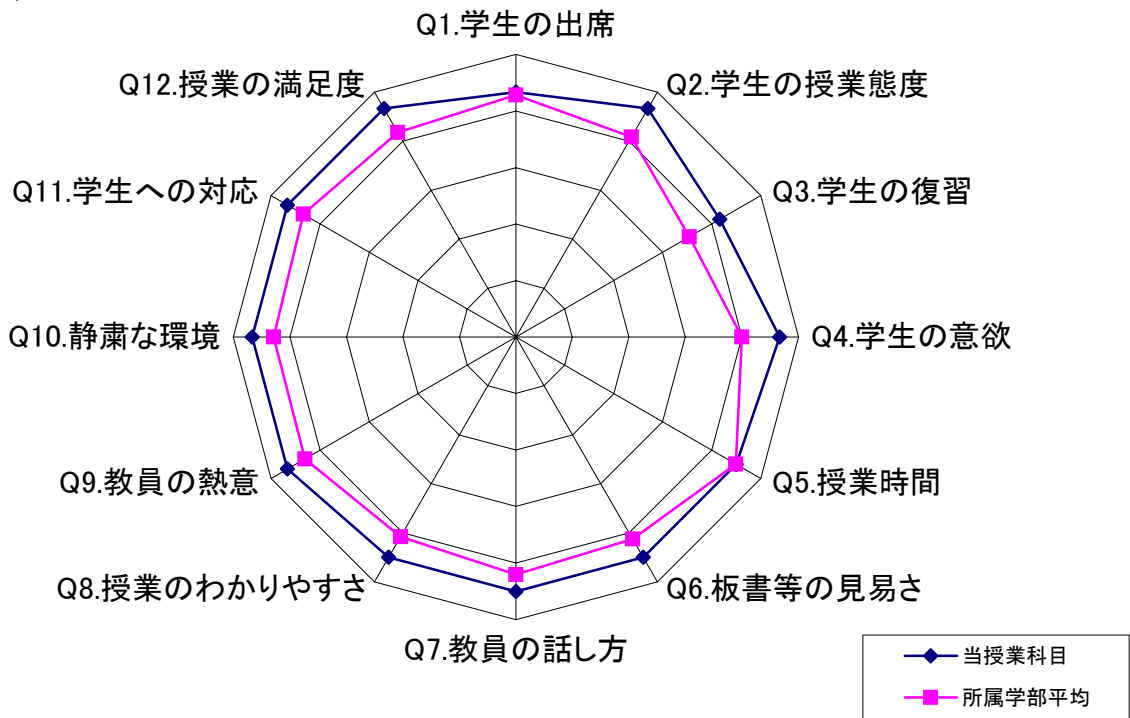 Q1.学生の出席
Q2.学生の授業態度
Q3.学生の復習
Q4.学生の意欲
Q5.授業時間
Q6.板書等の見易さ
Q7.教員の話し方
Q8.授業のわかりやすさ
Q9.教員の熱意
Q10.静粛な環境
Q11.学生への対応
Q12.授業の満足度
当授業科目
所属学部平均